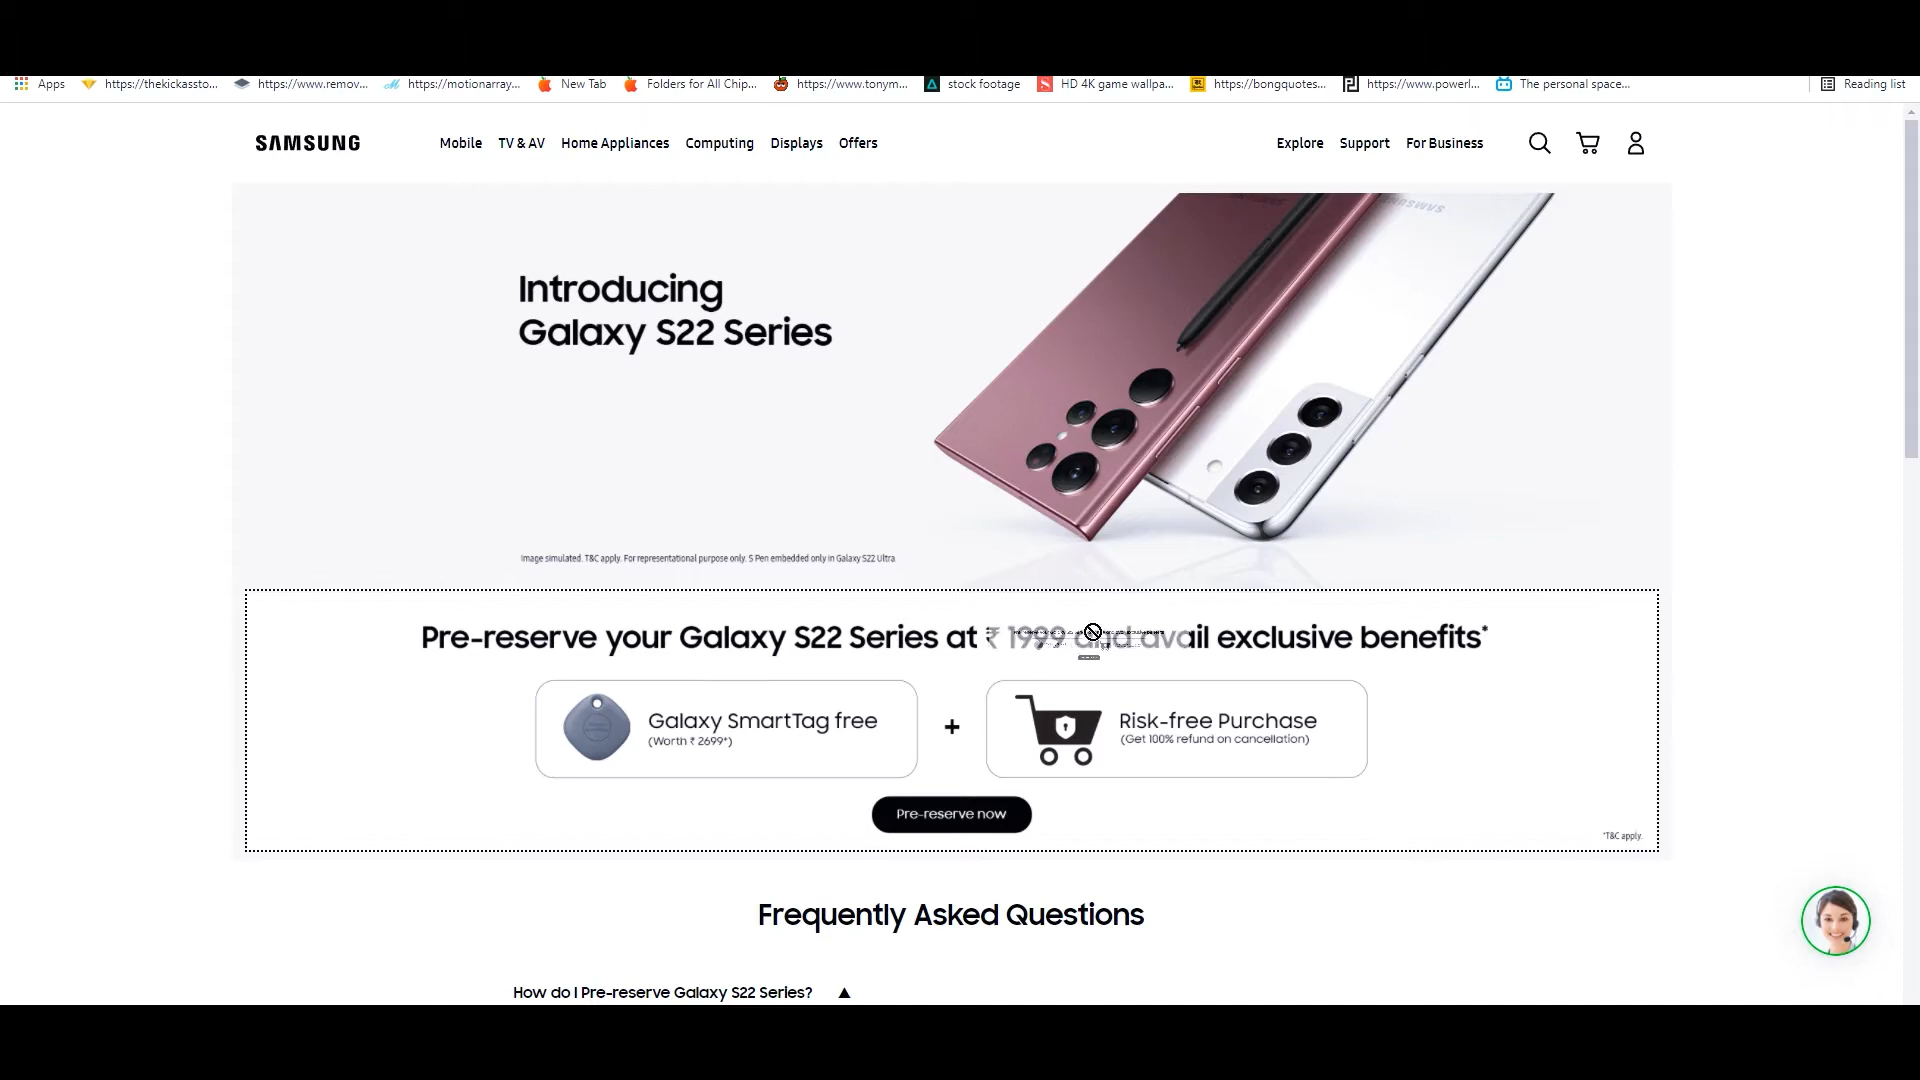 Apps https://thekickassto... https://www.remov... https://motionarray... New Tab Folders for All Chip... https://www.tonym... stock footage HD 4K game wallpa... https://bongquotes... https://www.powerl... The personal space... Reading list
SAMSUNG Mobile TV & AV Home Appliances Computing Displays Offers Explore Support For Business
SAMSUNG
Introducing
Galaxy S22 Series
Image simulated. T&C apply. For representational purpose only. S Pen embedded only in Galaxy S22 Ultra
Pre-reserve your Galaxy S22 Series at ₹ 1999 and avail exclusive benefits*
Galaxy SmartTag free
(Worth ₹ 2699*)
+
Risk-free Purchase
(Get 100% refund on cancellation)
Pre-reserve now
*T&C apply.
Frequently Asked Questions
How do I Pre-reserve Galaxy S22 Series? ▲